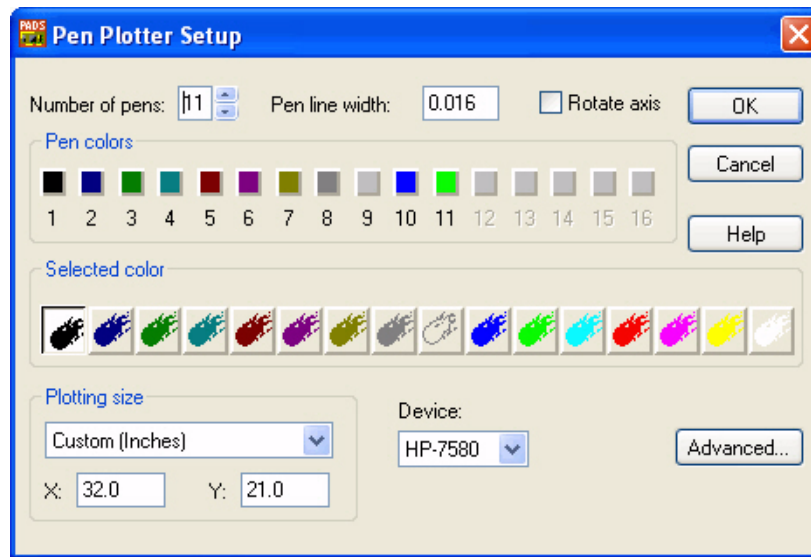 PADS Pen Plotter Setup
Number of pens: 11 Pen line width: 0.016 Rotate axis OK
Pen colors
Cancel
1 2 3 4 5 6 7 8 9 10 11 12 13 14 15 16
Help
Selected color
Plotting size
Device:
Custom (Inches) HP-7580 Advanced...
X: 32.0 Y: 21.0